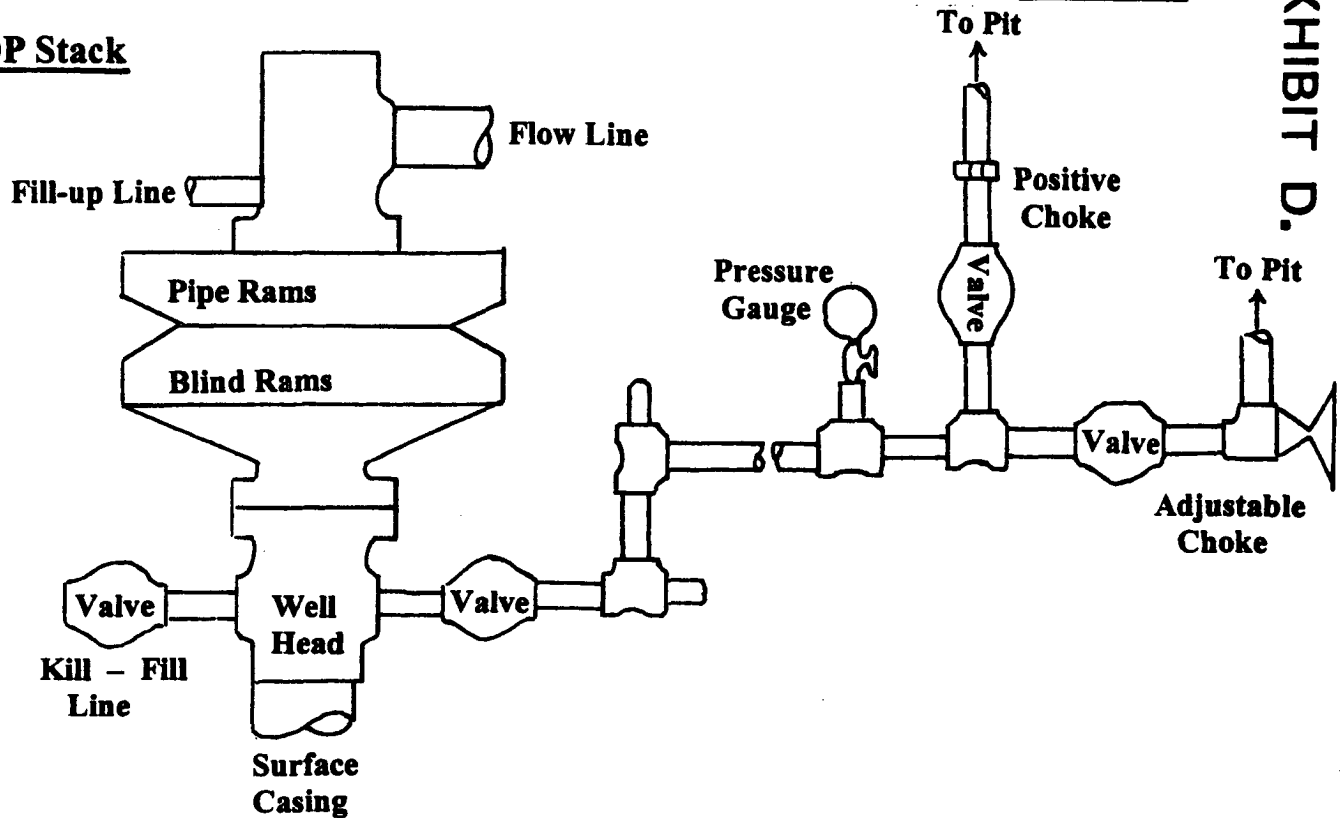 Stack
To Pit
EXHIBIT D.
Flow Line
Fill-up Line
Positive
Choke
Pipe Rams
Pressure
Gauge
Valve
To Pit
Blind Rams
Valve
Adjustable
Choke
Valve
Well
Head
Valve
Kill – Fill
Line
Surface
Casing